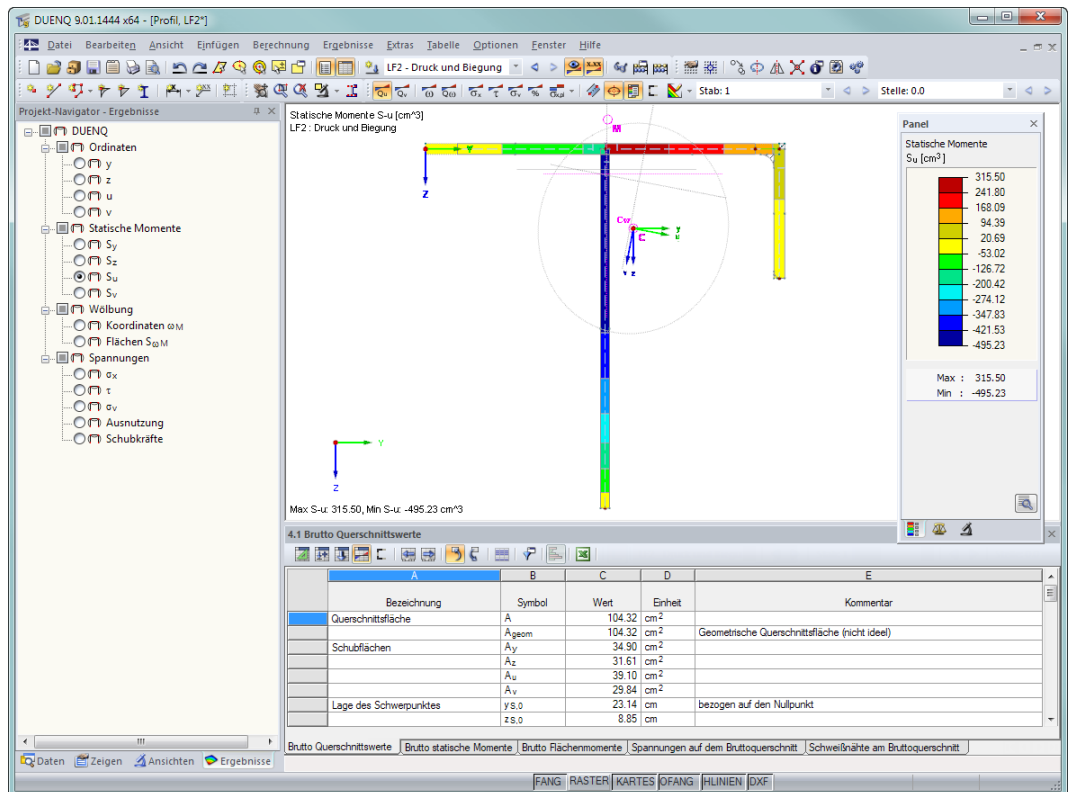 DUENQ 9.01.1444 x64 - [Profil, LF2*]
Datei Bearbeiten Ansicht Einfügen Berechnung Ergebnisse Extras Tabelle Optionen Fenster Hilfe
LF2 - Druck und Biegung
Stab: 1
Stelle: 0.0
Projekt-Navigator - Ergebnisse
DUENQ
Ordinaten
y
z
u
v
Statische Momente
Sy
Sz
Su
Sv
Wölbung
Koordinaten ωM
Flächen SωM
Spannungen
σx
τ
σv
Ausnutzung
Schubkräfte
Daten Zeigen Ansichten Ergebnisse
Statische Momente S-u [cm^3]
LF2 : Druck und Biegung
M
Y
Z
C
y
u
v z
Y
Z
Max S-u: 315.50, Min S-u: -495.23 cm^3
Panel
Statische Momente
Su [cm³]
315.50
241.80
168.09
94.39
20.69
-53.02
-126.72
-200.42
-274.12
-347.83
-421.53
-495.23
Max : 315.50
Min : -495.23
4.1 Brutto Querschnittswerte
A B C D E
Bezeichnung Symbol Wert Einheit Kommentar
Querschnittsfläche A 104.32 cm²
Ageom 104.32 cm² Geometrische Querschnittsfläche (nicht ideel)
Schubflächen Ay 34.90 cm²
Az 31.61 cm²
Au 39.10 cm²
Av 29.84 cm²
Lage des Schwerpunktes yS,0 23.14 cm bezogen auf den Nullpunkt
zS,0 8.85 cm
Brutto Querschnittswerte Brutto statische Momente Brutto Flächenmomente Spannungen auf dem Bruttoquerschnitt Schweißnähte am Bruttoquerschnitt
FANG RASTER KARTES OFANG HLINIEN DXF